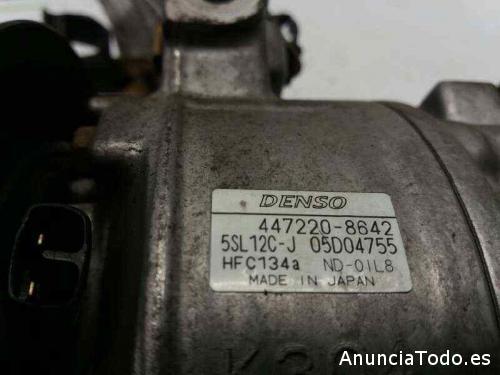 DENSO
447220-8642
5SL12C-J 05D04755
HFC134a ND-OIL8
MADE IN JAPAN
AnunciaTodo.es